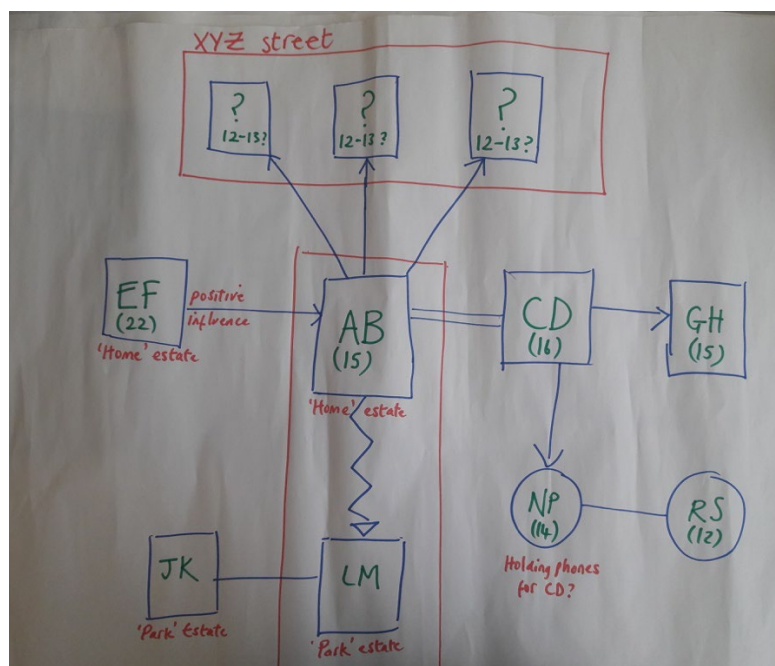 XYZ street
?
12-13?
?
12-13?
?
12-13?
EF
(22)
'Home' estate
positive
influence
AB
(15)
'Home' estate
CD
(16)
GH
(15)
NP
(14)
Holding phones
for CD?
RS
(12)
JK
'Park' Estate
LM
'Park' estate